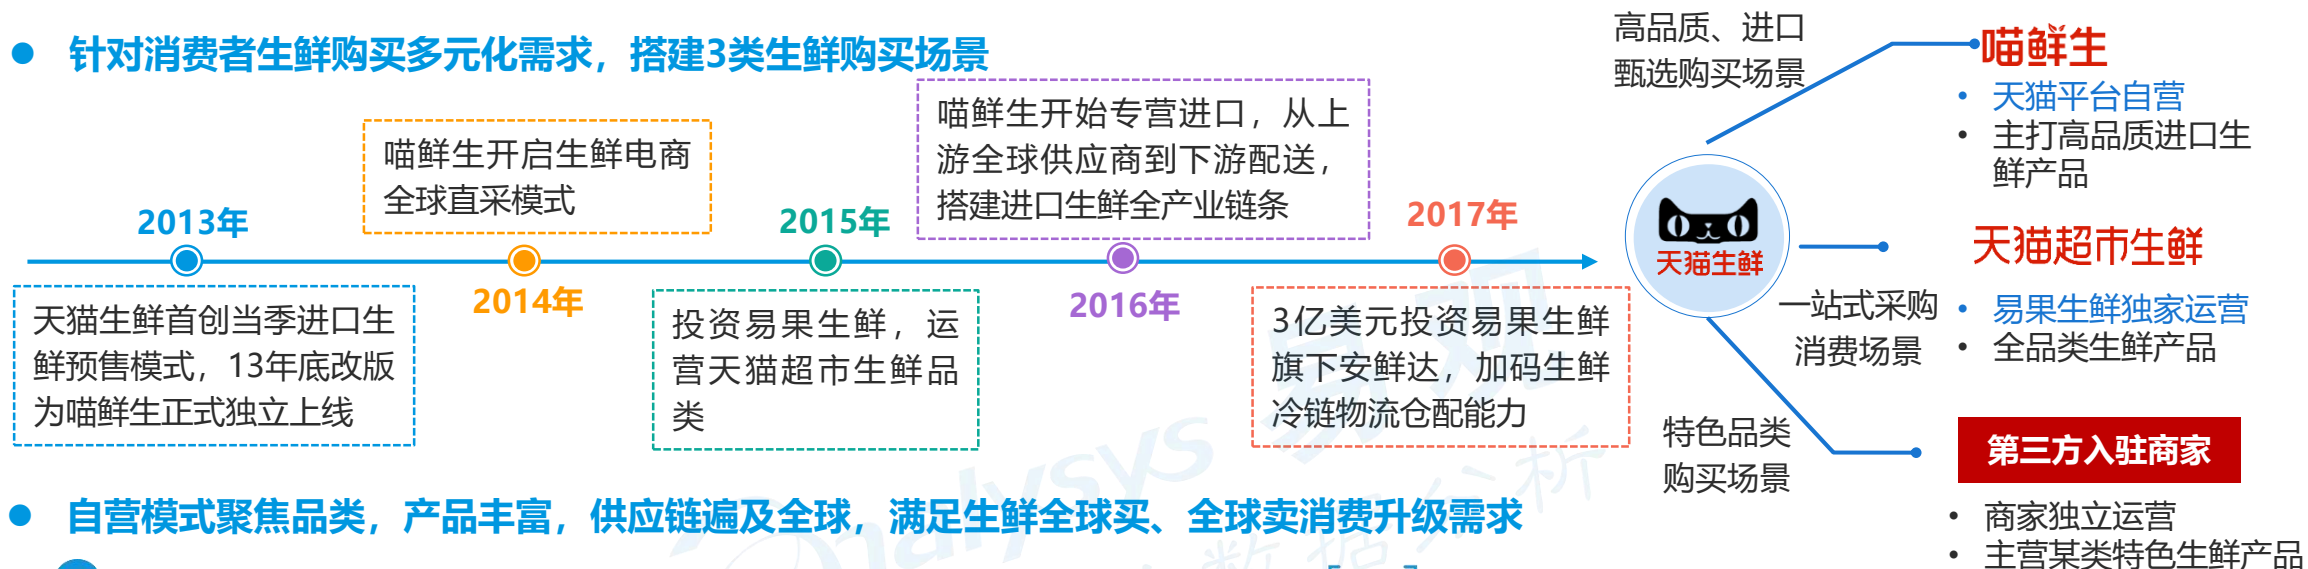 针对消费者生鲜购买多元化需求，搭建3类生鲜购买场景
2013年
天猫生鲜首创当季进口生
鲜预售模式，13年底改版
为喵鲜生正式独立上线
喵鲜生开启生鲜电商
全球直采模式
2014年
2015年
投资易果生鲜，运
营天猫超市生鲜品
类
喵鲜生开始专营进口，从上
游全球供应商到下游配送，
搭建进口生鲜全产业链条
2016年
2017年
3亿美元投资易果生鲜
旗下安鲜达，加码生鲜
冷链物流仓配能力
天猫生鲜
高品质、进口
甄选购买场景
喵鲜生
• 天猫平台自营
• 主打高品质进口生
鲜产品
一站式采购
消费场景
天猫超市生鲜
• 易果生鲜独家运营
• 全品类生鲜产品
特色品类
购买场景
第三方入驻商家
• 商家独立运营
• 主营某类特色生鲜产品
自营模式聚焦品类，产品丰富，供应链遍及全球，满足生鲜全球买、全球卖消费升级需求
nalysys 易观
数据分析